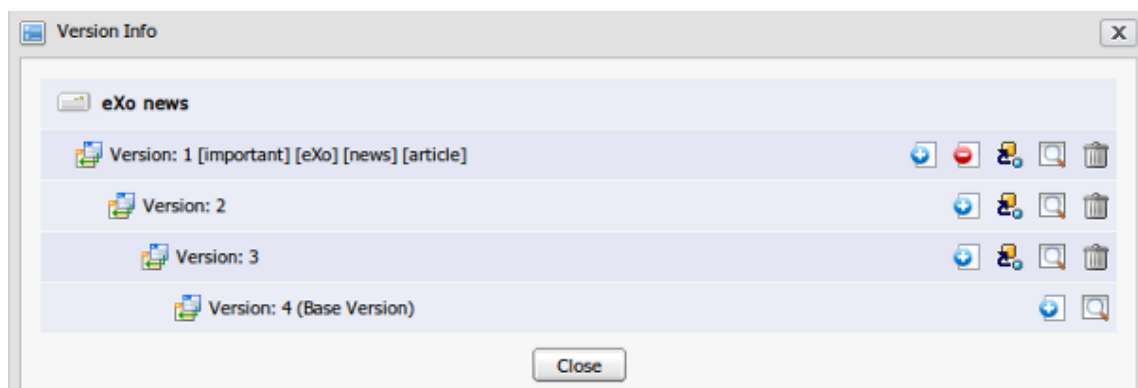 Version Info
X
eXo news
Version: 1 [important] [eXo] [news] [article]
Version: 2
Version: 3
Version: 4 (Base Version)
Close